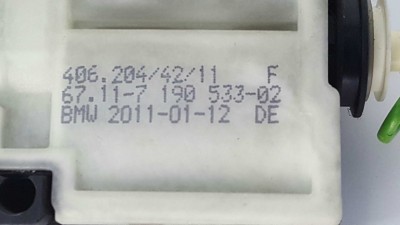 406.204/42/11 F
67.11-7 190 533-02
BMW 2011-01-12 DE